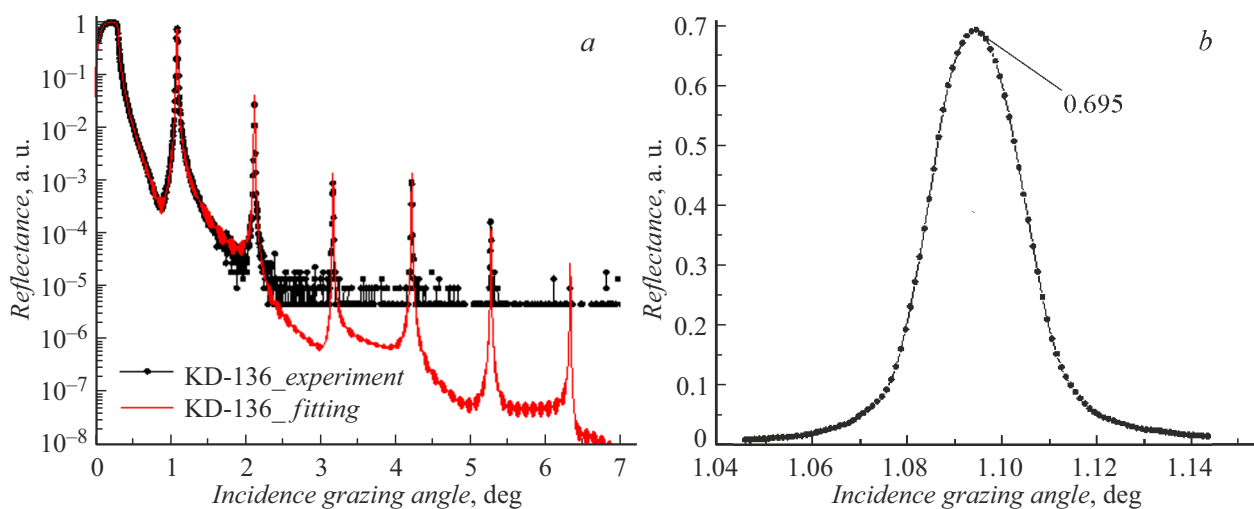 a
1
10⁻¹
10⁻²
10⁻³
10⁻⁴
10⁻⁵
10⁻⁶
10⁻⁷
10⁻⁸
Reflectance, a. u.
KD-136_experiment
KD-136_ fitting
0 1 2 3 4 5 6 7
Incidence grazing angle, deg
b
0.7
0.6
0.5
0.4
0.3
0.2
0.1
0
Reflectance, a. u.
0.695
1.04 1.06 1.08 1.10 1.12 1.14
Incidence grazing angle, deg